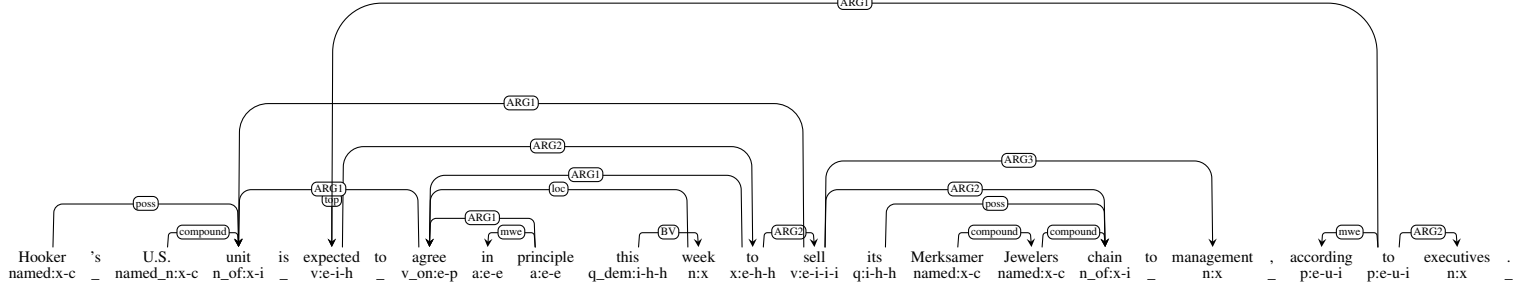 ARG1
ARG1
ARG2
ARG3
ARG1
ARG1 loc ARG2
top
poss poss
ARG1
compound mwe BV ARG2 compound compound mwe ARG2
Hooker 's U.S. unit is expected to agree in principle this week to sell its Merksamer Jewelers chain to management , according to executives .
named:x-c _ named_n:x-c n_of:x-i _ v:e-i-h _ v_on:e-p a:e-e a:e-e q_dem:i-h-h n:x x:e-h-h v:e-i-i-i q:i-h-h named:x-c named:x-c n_of:x-i _ n:x _ p:e-u-i p:e-u-i n:x _